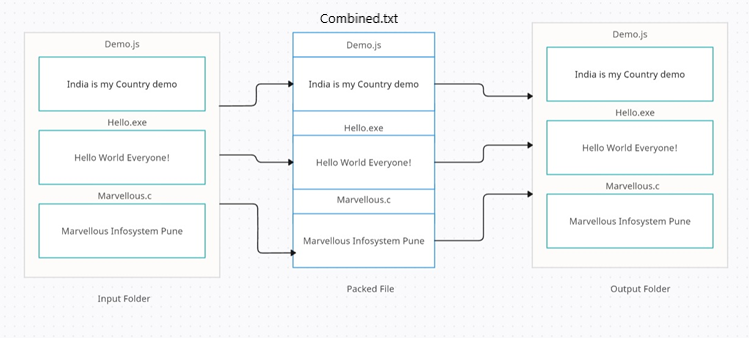 Combined.txt
Demo.js
India is my Country demo
Hello.exe
Hello World Everyone!
Marvellous.c
Marvellous Infosystem Pune
Input Folder
Demo.js
India is my Country demo
Hello.exe
Hello World Everyone!
Marvellous.c
Marvellous Infosystem Pune
Packed File
Demo.js
India is my Country demo
Hello.exe
Hello World Everyone!
Marvellous.c
Marvellous Infosystem Pune
Output Folder